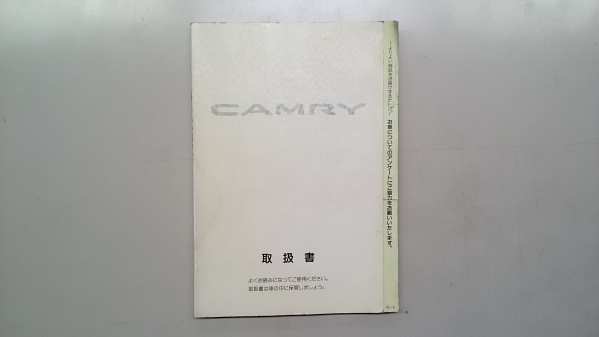 CAMRY
取扱書
よくお読みになってご使用ください。
取扱書は車の中に保管しましょう。
お車についてのアンケートにご協力をお願いいたします。